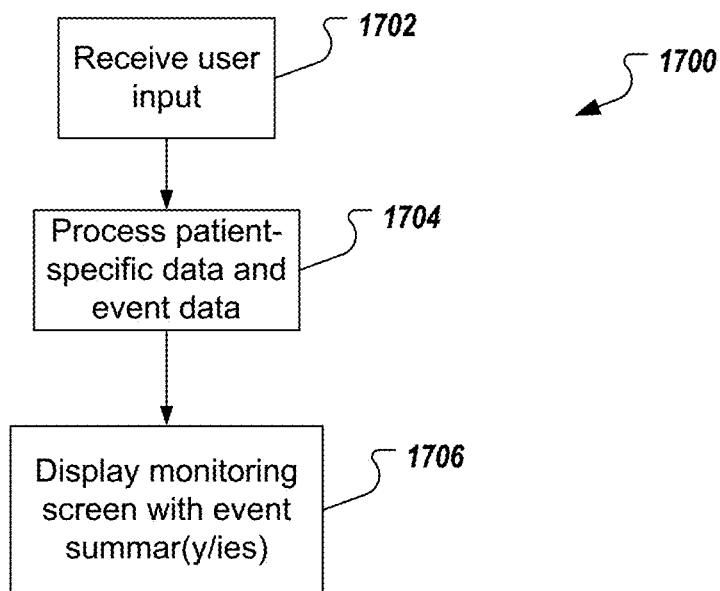 1702
Receive user
input
1700
1704
Process patient-
specific data and
event data
1706
Display monitoring
screen with event
summar(y/ies)